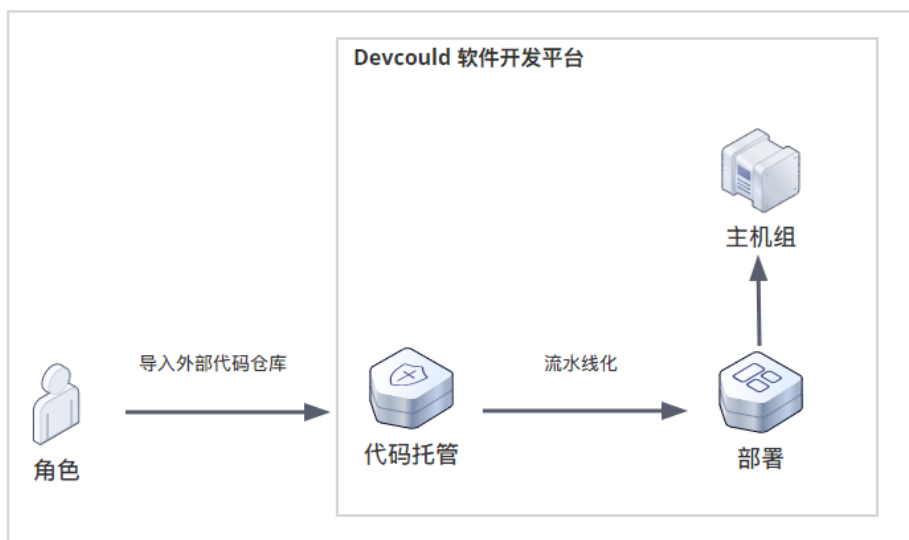 Devcould 软件开发平台
主机组
导入外部代码仓库
流水线化
代码托管
部署
角色